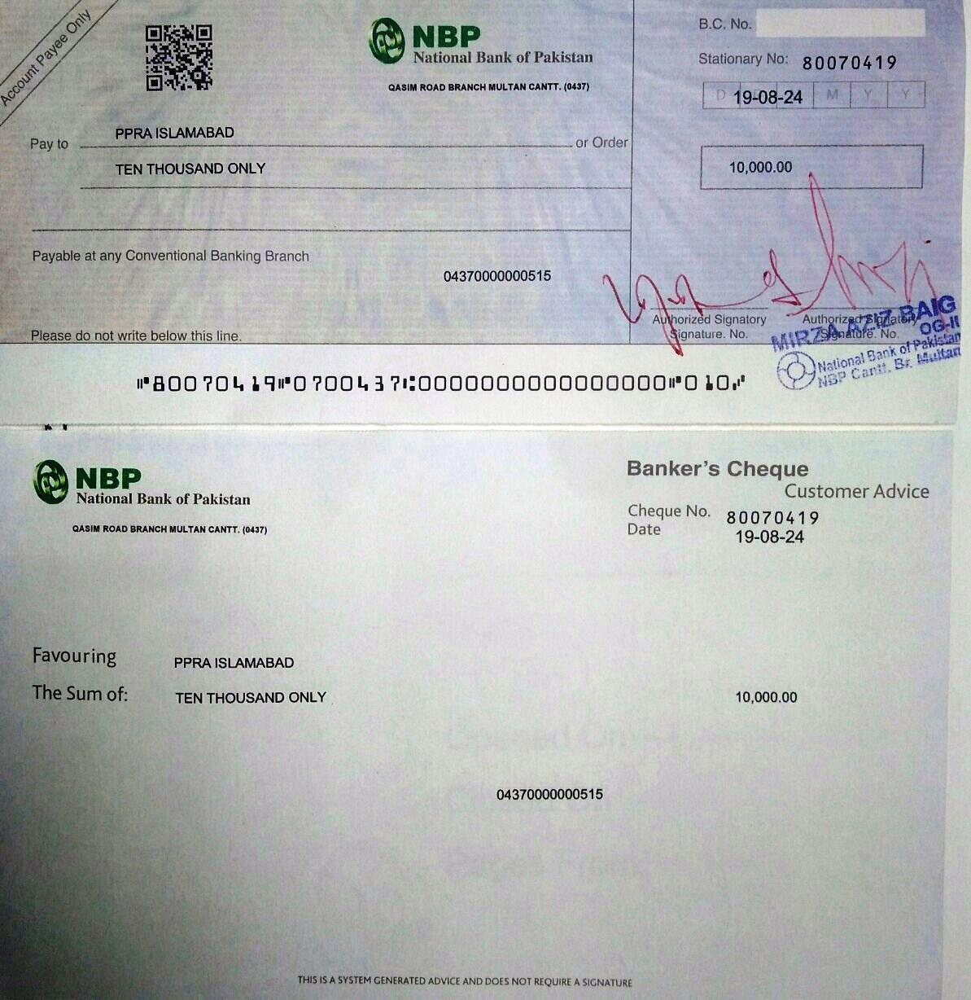 Account Payee Only
NBP
National Bank of Pakistan
QASIM ROAD BRANCH MULTAN CANTT. (0437)
B.C. No.
Stationary No: 80070419
D 19-08-24 M Y Y
Pay to PPRA ISLAMABAD or Order
TEN THOUSAND ONLY
10,000.00
Payable at any Conventional Banking Branch
04370000000515
Authorized Signatory
Signature. No.
Authorized Signatory
Signature. No.
MIRZA AZIZ BAIG
OG-II
National Bank of Pakistan
NBP Cantt. Br. Multan
Please do not write below this line.
⑈80070419⑈0700437⑆0000000000000000⑈010⑈
NBP
National Bank of Pakistan
QASIM ROAD BRANCH MULTAN CANTT. (0437)
Banker's Cheque
Customer Advice
Cheque No. 80070419
Date 19-08-24
Favouring PPRA ISLAMABAD
The Sum of: TEN THOUSAND ONLY 10,000.00
04370000000515
THIS IS A SYSTEM GENERATED ADVICE AND DOES NOT REQUIRE A SIGNATURE